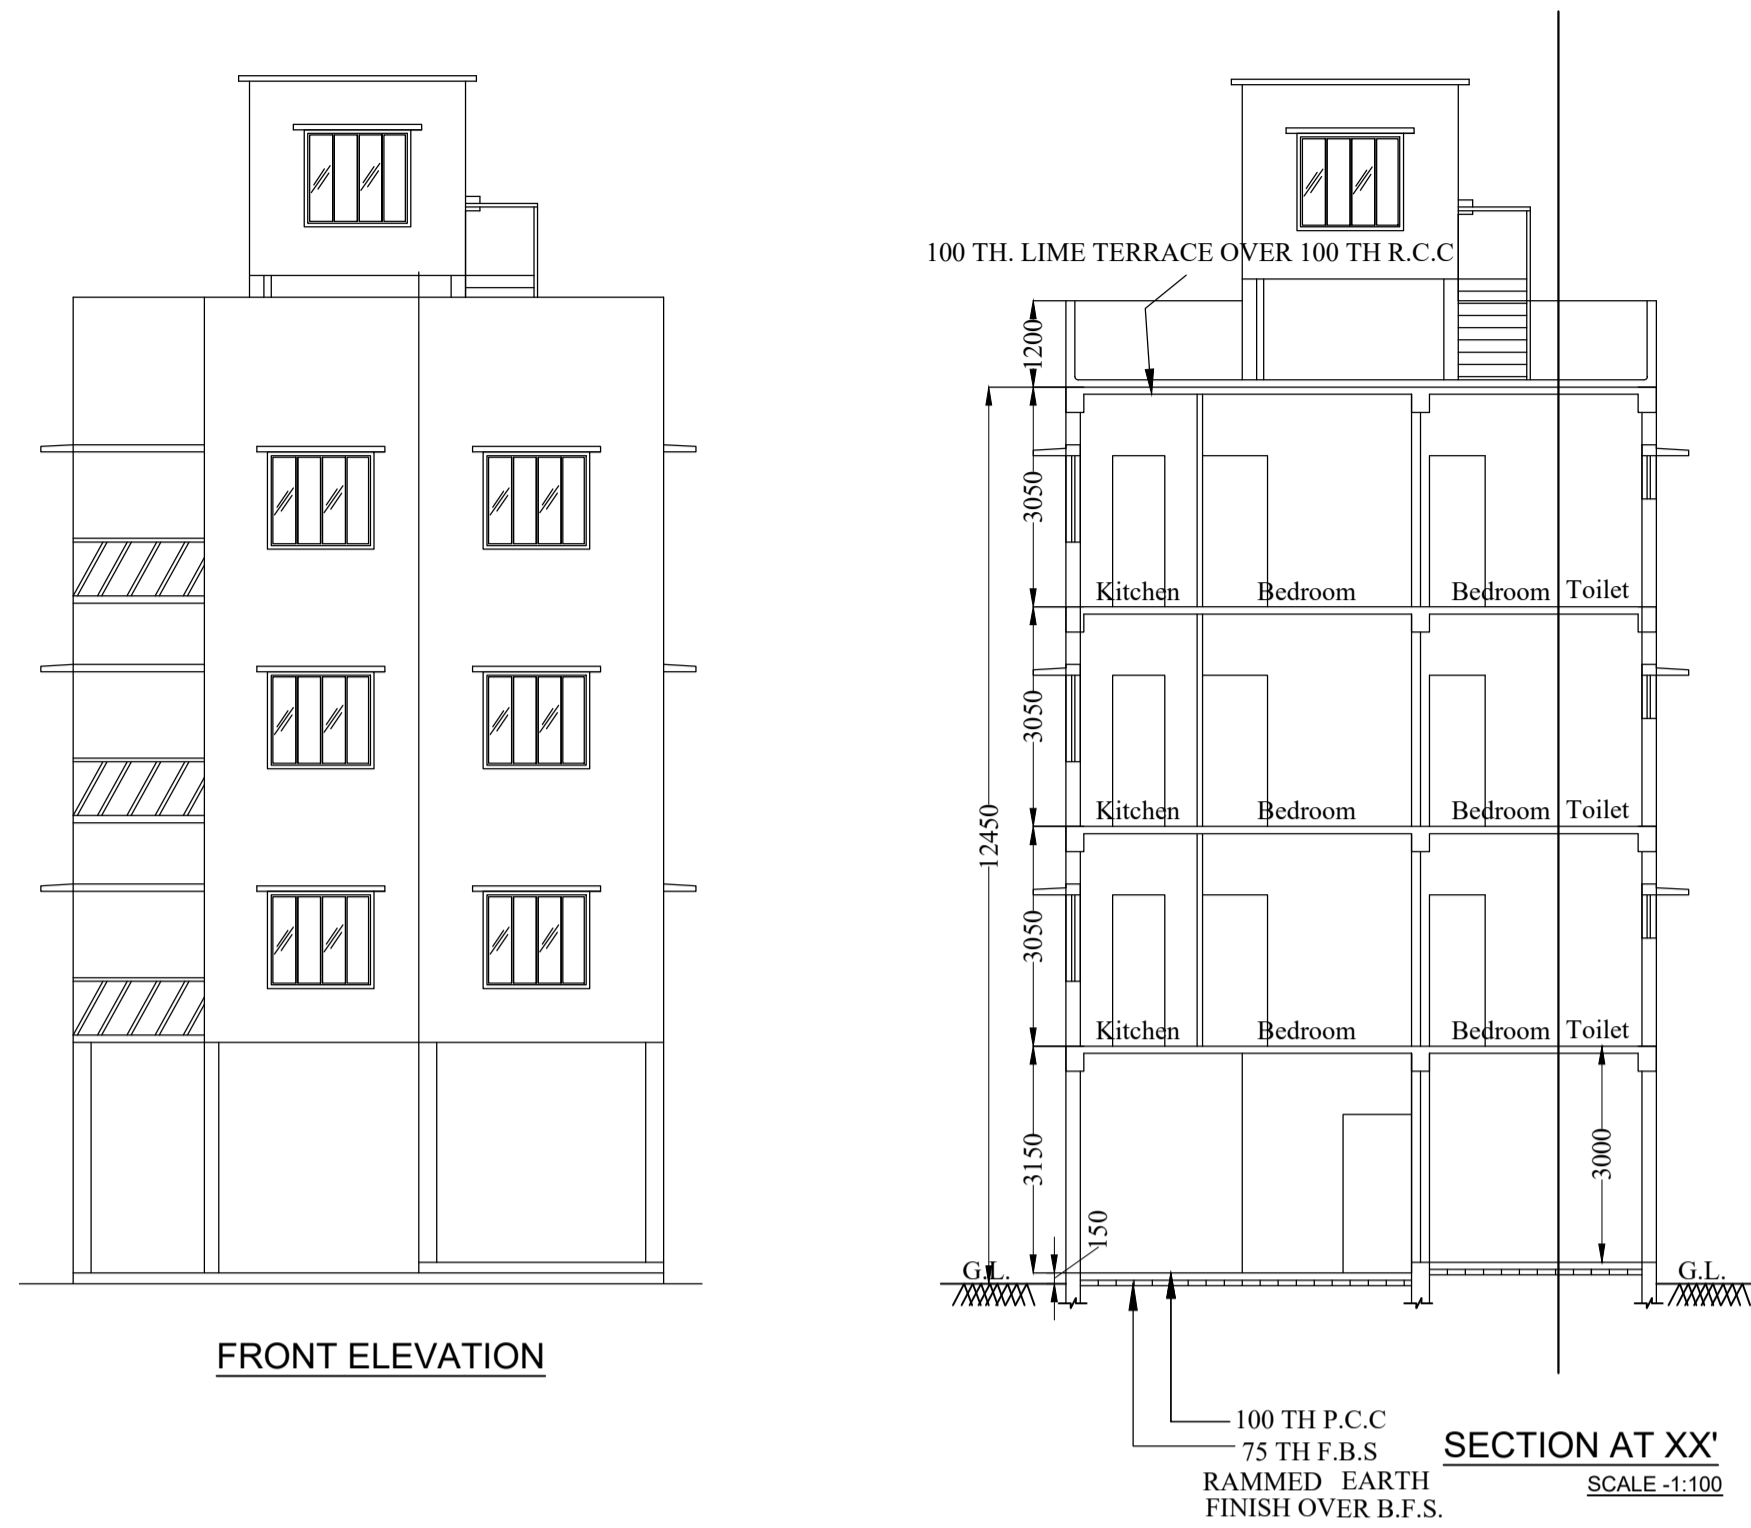 100 TH. LIME TERRACE OVER 100 TH R.C.C
1200
3050
Kitchen Bedroom Bedroom Toilet
3050
12450
Kitchen Bedroom Bedroom Toilet
3050
Kitchen Bedroom Bedroom Toilet
3150
3000
150
G.L.
G.L.
FRONT ELEVATION
100 TH P.C.C
75 TH F.B.S
RAMMED EARTH
FINISH OVER B.F.S.
SECTION AT XX'
SCALE -1:100